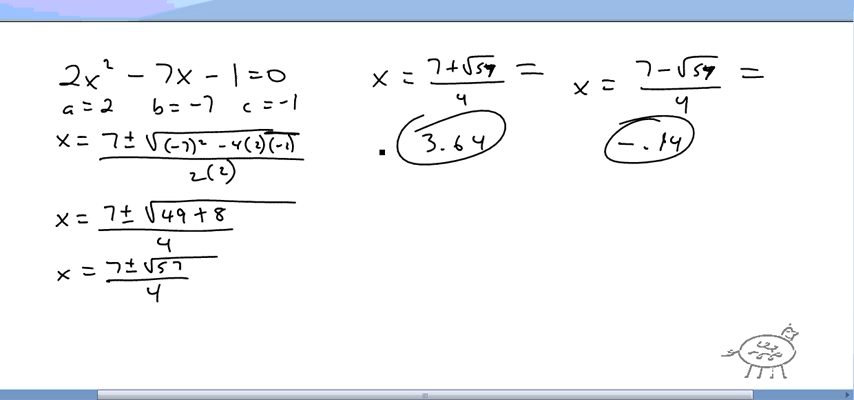 2x² - 7x - 1 = 0
a = 2 b = -7 c = -1
x = 7 ± √(-7)² - 4(2)(-1) / 2(2)
x = 7 ± √49 + 8 / 4
x = 7 ± √57 / 4
x = 7 + √57 / 4 =
3.64
x = 7 - √57 / 4 =
-.14